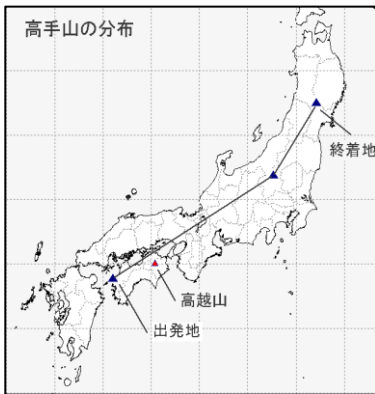 高手山の分布
終着地
高越山
出発地